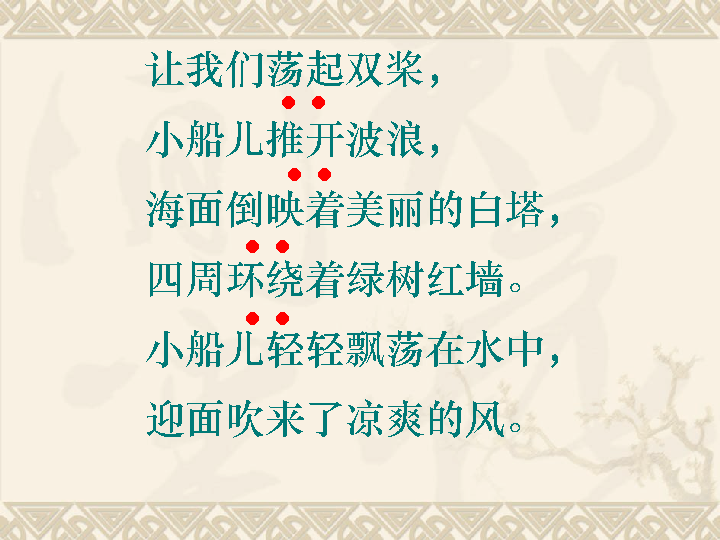 让我们荡起双桨，
小船儿推开波浪，
海面倒映着美丽的白塔，
四周环绕着绿树红墙。
小船儿轻轻飘荡在水中，
迎面吹来了凉爽的风。